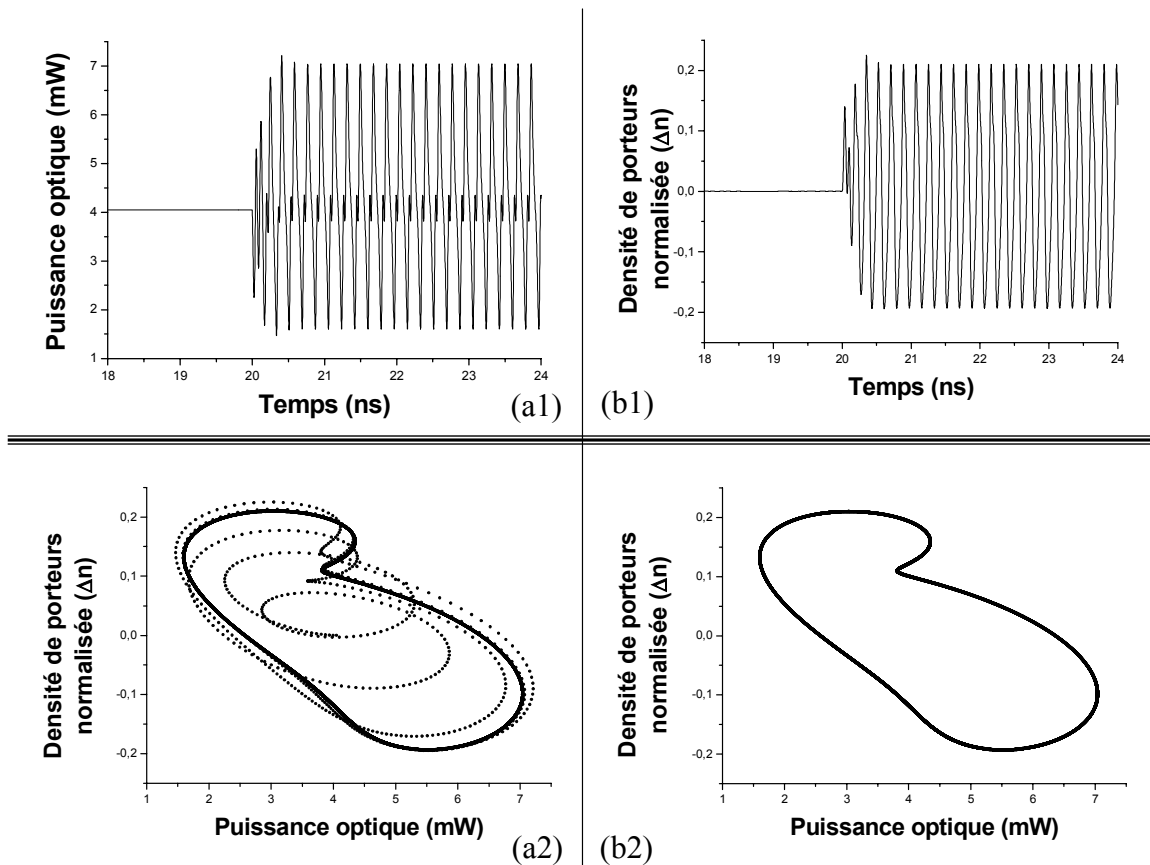 Puissance optique (mW)
7
6
5
4
3
2
1
18 19 20 21 22 23 24
Temps (ns)
(a1)
Densité de porteurs
normalisée (Δn)
0,2
0,1
0,0
-0,1
-0,2
18 19 20 21 22 23 24
Temps (ns)
(b1)
Densité de porteurs
normalisée (Δn)
0,2
0,1
0,0
-0,1
-0,2
1 2 3 4 5 6 7
Puissance optique (mW)
(a2)
Densité de porteurs
normalisée (Δn)
0,2
0,1
0,0
-0,1
-0,2
1 2 3 4 5 6 7
Puissance optique (mW)
(b2)